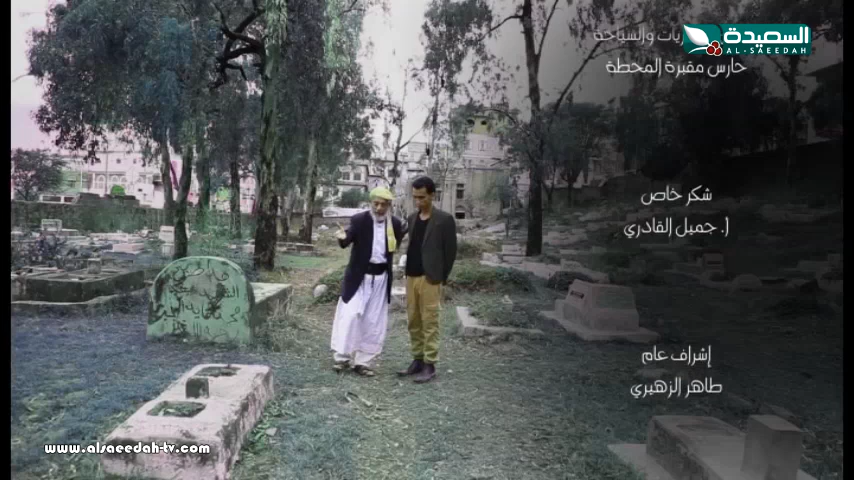 السعيدة
AL-SAEEDAH
والسياحة
حارس مقبرة المحطة
شكر خاص
أ. جميل القادري
إشراف عام
طاهر الزهيري
www.alsaeedah-tv.com